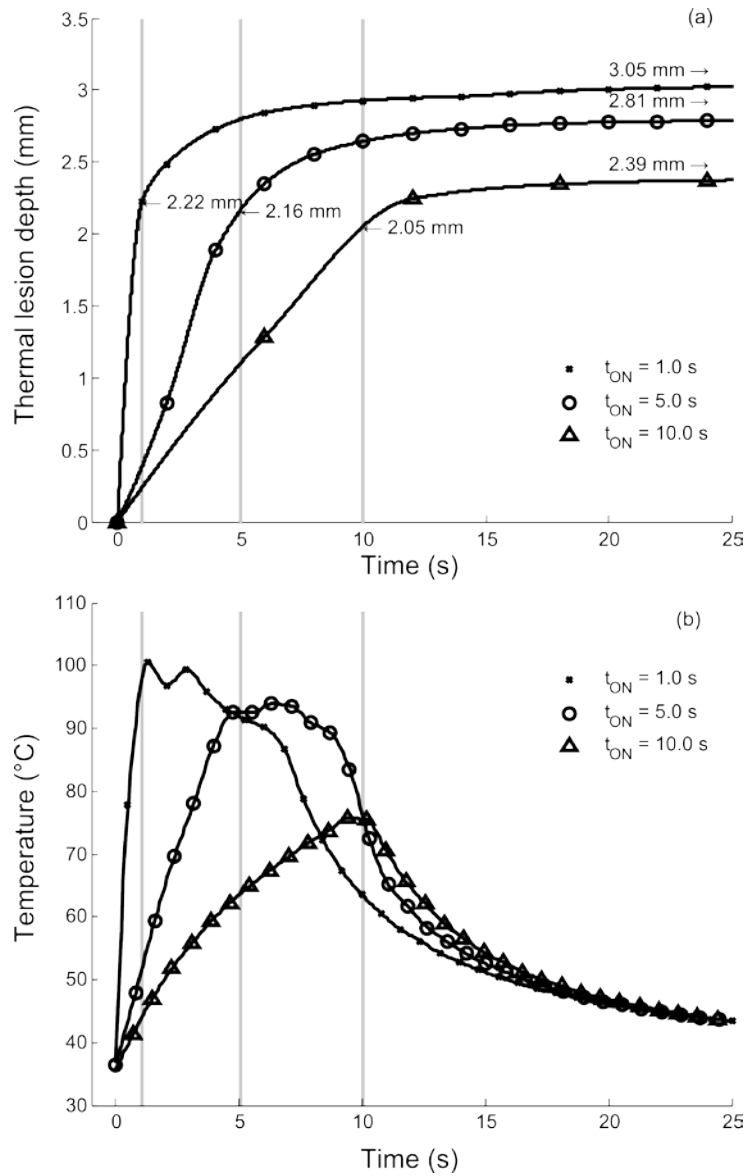 (a)
3.5
3
2.5
2
1.5
1
0.5
0
Thermal lesion depth (mm)
3.05 mm →
2.81 mm →
2.39 mm →
← 2.22 mm
← 2.16 mm
← 2.05 mm
t_ON = 1.0 s
t_ON = 5.0 s
t_ON = 10.0 s
0 5 10 15 20 25
Time (s)
(b)
110
100
90
80
70
60
50
40
30
Temperature (°C)
t_ON = 1.0 s
t_ON = 5.0 s
t_ON = 10.0 s
0 5 10 15 20 25
Time (s)